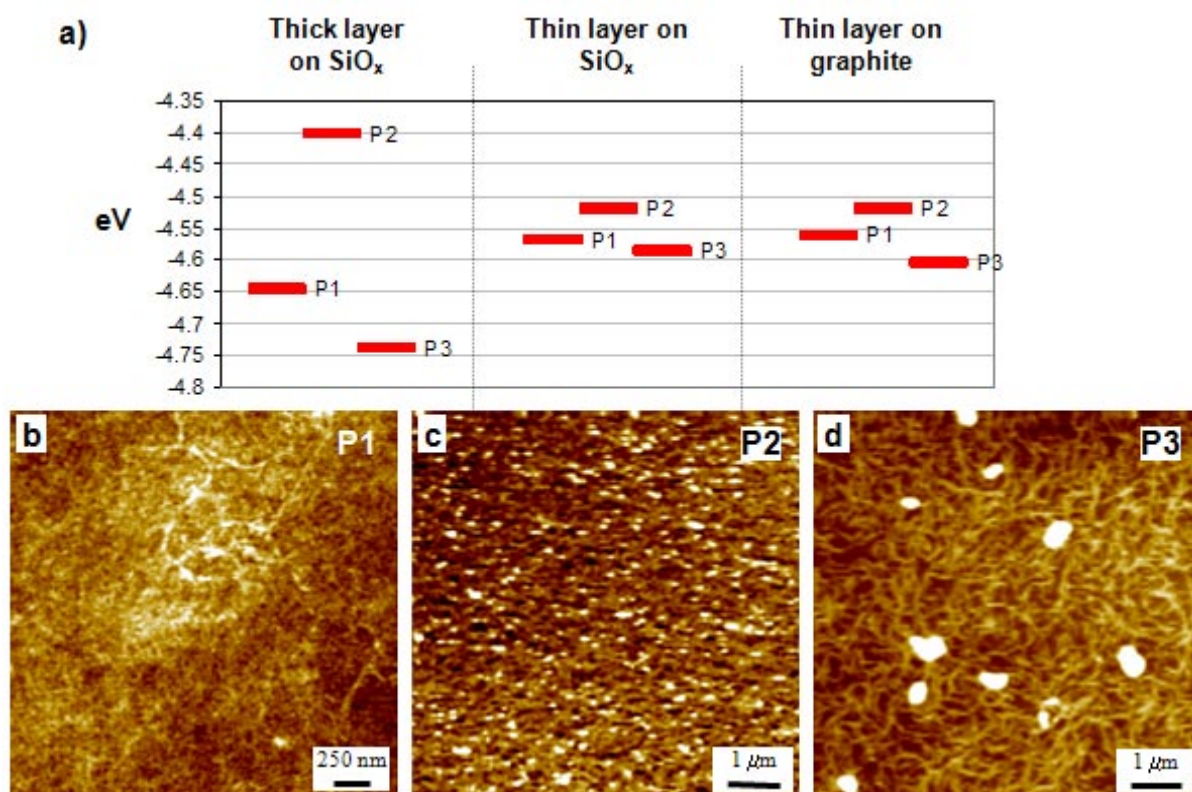 a)
Thick layer
on SiOₓ
Thin layer on
SiOₓ
Thin layer on
graphite
-4.35
-4.4
-4.45
-4.5
-4.55
-4.6
-4.65
-4.7
-4.75
-4.8
eV
P2
P1
P3
P2
P1
P3
P2
P1
P3
b
P1
250 nm
c
P2
1 μm
d
P3
1 μm